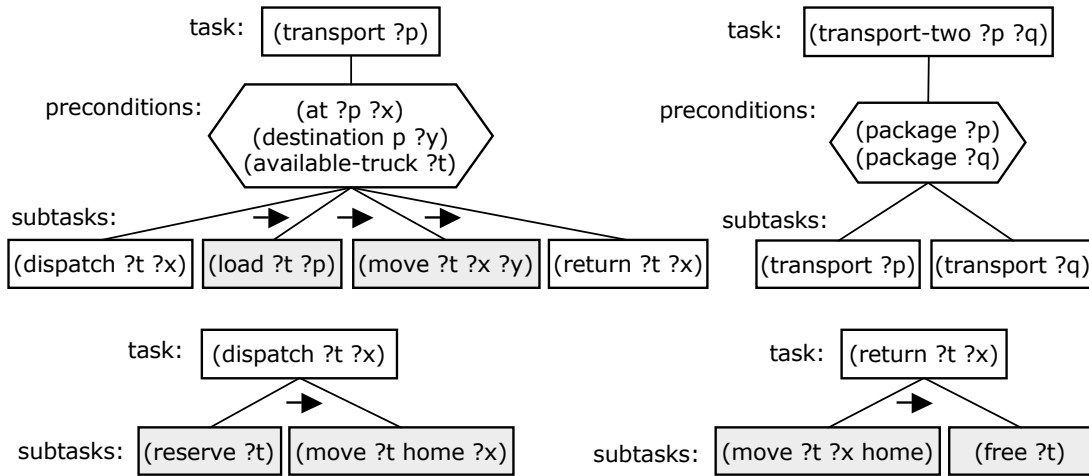 task: (transport ?p)
preconditions: (at ?p ?x)
(destination p ?y)
(available-truck ?t)
subtasks:
(dispatch ?t ?x) (load ?t ?p) (move ?t ?x ?y) (return ?t ?x)
task: (transport-two ?p ?q)
preconditions:
(package ?p)
(package ?q)
subtasks:
(transport ?p) (transport ?q)
task: (dispatch ?t ?x)
subtasks: (reserve ?t) (move ?t home ?x)
task: (return ?t ?x)
subtasks: (move ?t ?x home) (free ?t)